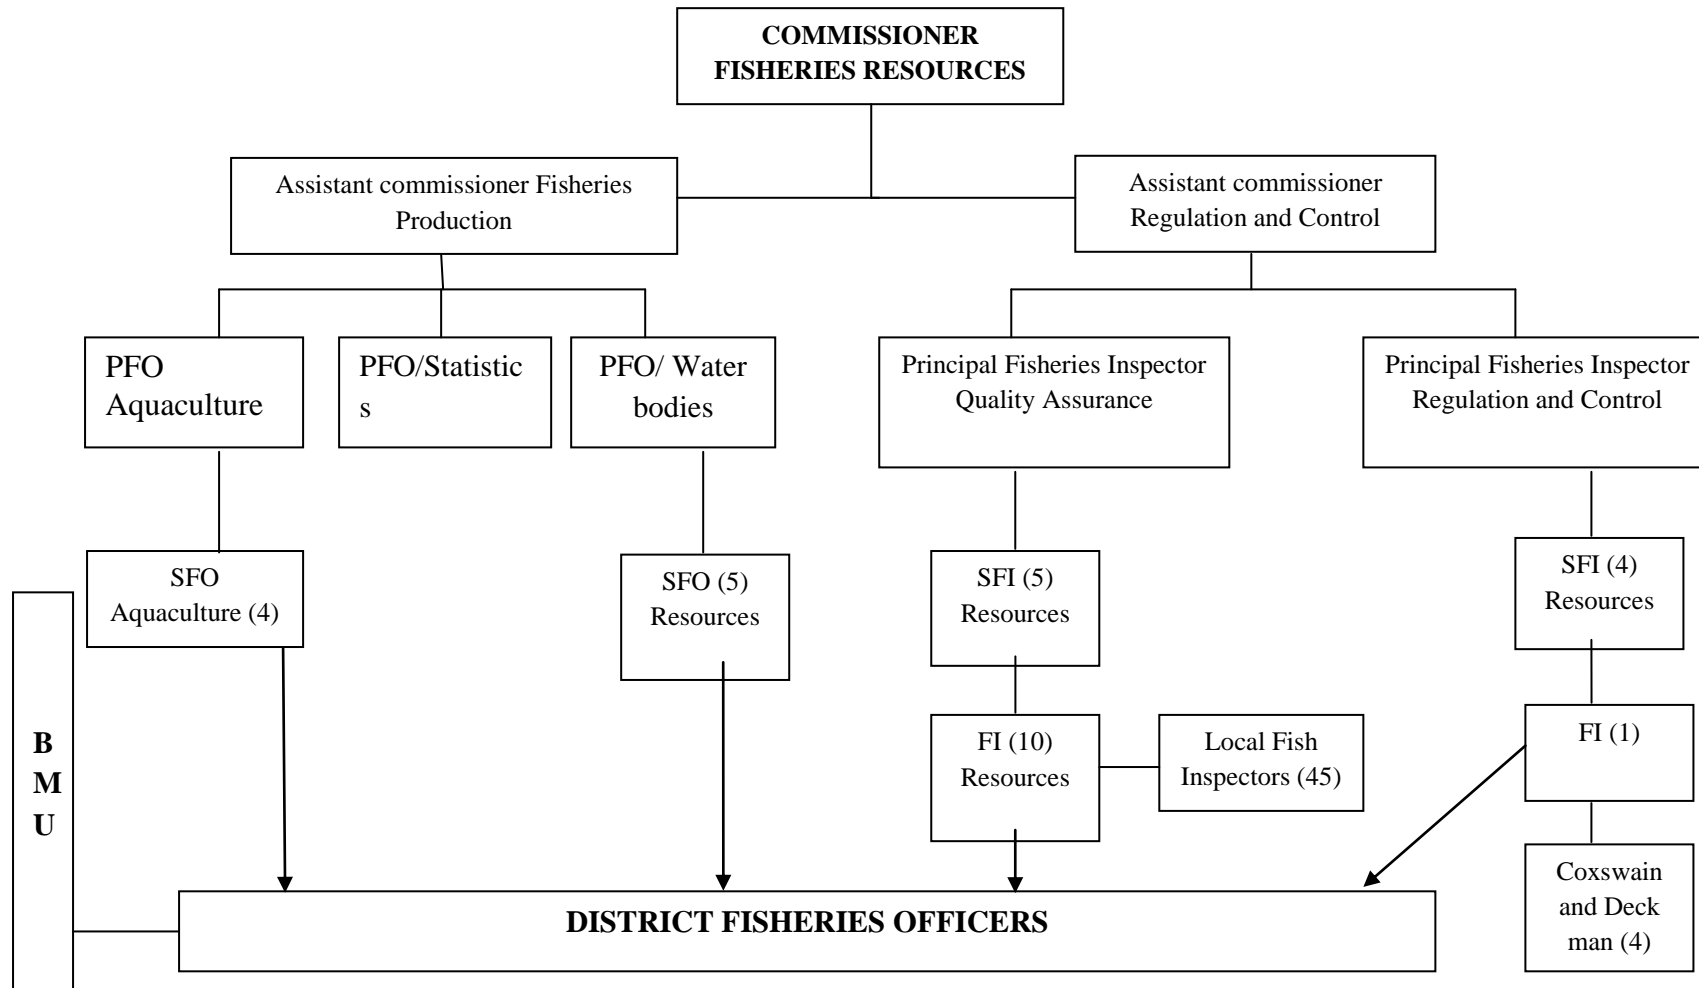 COMMISSIONER
FISHERIES RESOURCES
Assistant commissioner Fisheries
Production
Assistant commissioner
Regulation and Control
PFO
Aquaculture
PFO/Statistic
s
PFO/ Water
bodies
Principal Fisheries Inspector
Quality Assurance
Principal Fisheries Inspector
Regulation and Control
SFO
Aquaculture (4)
SFO (5)
Resources
SFI (5)
Resources
SFI (4)
Resources
B
M
U
FI (10)
Resources
Local Fish
Inspectors (45)
FI (1)
Coxswain
and Deck
man (4)
DISTRICT FISHERIES OFFICERS